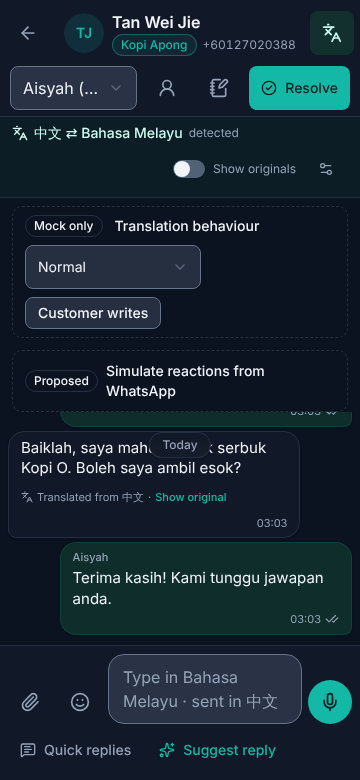 TJ
Tan Wei Jie
Kopi Apong +60127020388
Aisyah (...
Resolve
中文 ⇄ Bahasa Melayu detected
Show originals
Mock only Translation behaviour
Normal
Customer writes
Proposed
Simulate reactions from
WhatsApp
03:03
Today
Baiklah, saya serbuk
Kopi O. Boleh saya ambil esok?
Translated from 中文 · Show original
03:03
Aisyah
Terima kasih! Kami tunggu jawapan
anda.
03:03
Type in Bahasa
Melayu · sent in 中文
Quick replies
Suggest reply